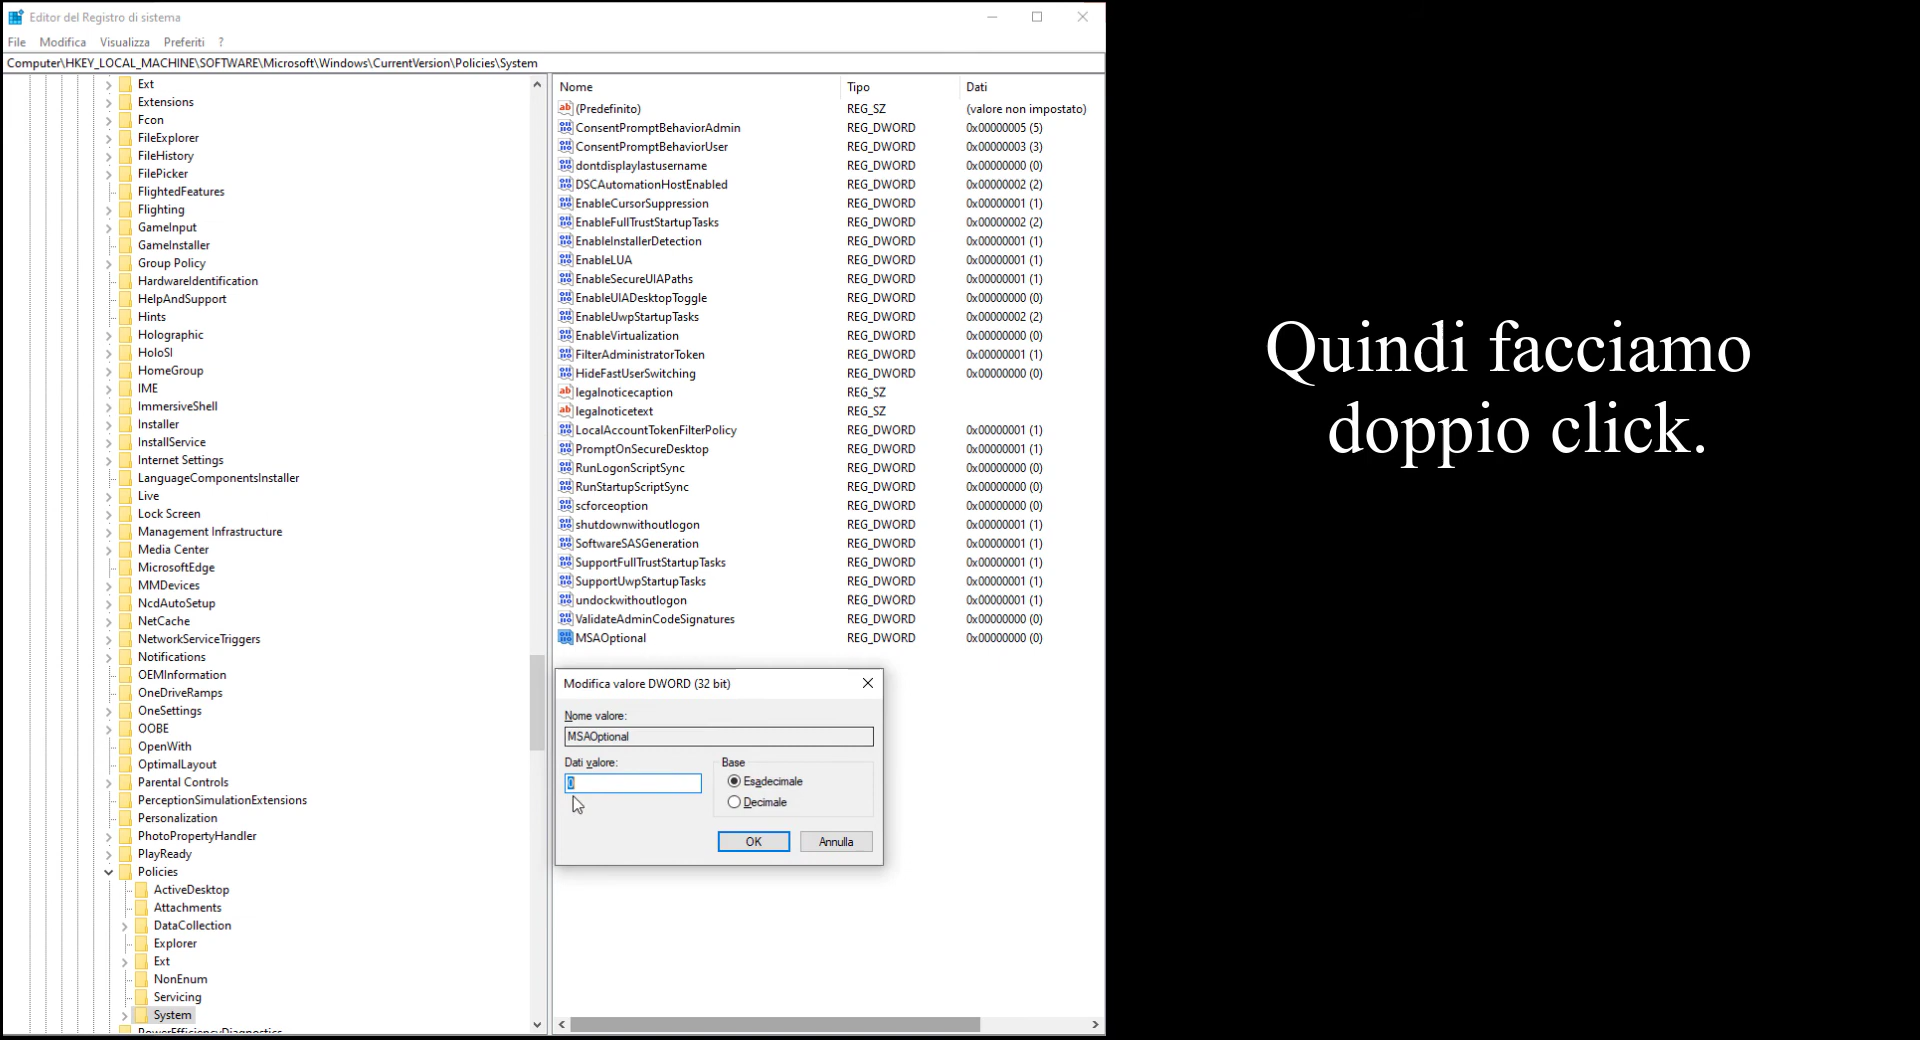 Editor del Registro di sistema
File Modifica Visualizza Preferiti ?
Computer\HKEY_LOCAL_MACHINE\SOFTWARE\Microsoft\Windows\CurrentVersion\Policies\System
Ext
Extensions
Fcon
FileExplorer
FileHistory
FilePicker
FlightedFeatures
Flighting
GameInput
GameInstaller
Group Policy
HardwareIdentification
HelpAndSupport
Hints
Holographic
HoloSI
HomeGroup
IME
ImmersiveShell
Installer
InstallService
Internet Settings
LanguageComponentsInstaller
Live
Lock Screen
Management Infrastructure
Media Center
MicrosoftEdge
MMDevices
NcdAutoSetup
NetCache
NetworkServiceTriggers
Notifications
OEMInformation
OneDriveRamps
OneSettings
OOBE
OpenWith
OptimalLayout
Parental Controls
PerceptionSimulationExtensions
Personalization
PhotoPropertyHandler
PlayReady
Policies
ActiveDesktop
Attachments
DataCollection
Explorer
Ext
NonEnum
Servicing
System
PowerEfficiencyDiagnostics
Nome Tipo Dati
(Predefinito) REG_SZ (valore non impostato)
ConsentPromptBehaviorAdmin REG_DWORD 0x00000005 (5)
ConsentPromptBehaviorUser REG_DWORD 0x00000003 (3)
dontdisplaylastusername REG_DWORD 0x00000000 (0)
DSCAutomationHostEnabled REG_DWORD 0x00000002 (2)
EnableCursorSuppression REG_DWORD 0x00000001 (1)
EnableFullTrustStartupTasks REG_DWORD 0x00000002 (2)
EnableInstallerDetection REG_DWORD 0x00000001 (1)
EnableLUA REG_DWORD 0x00000001 (1)
EnableSecureUIAPaths REG_DWORD 0x00000001 (1)
EnableUIADesktopToggle REG_DWORD 0x00000000 (0)
EnableUwpStartupTasks REG_DWORD 0x00000002 (2)
EnableVirtualization REG_DWORD 0x00000000 (0)
FilterAdministratorToken REG_DWORD 0x00000001 (1)
HideFastUserSwitching REG_DWORD 0x00000000 (0)
legalnoticecaption REG_SZ
legalnoticetext REG_SZ
LocalAccountTokenFilterPolicy REG_DWORD 0x00000001 (1)
PromptOnSecureDesktop REG_DWORD 0x00000001 (1)
RunLogonScriptSync REG_DWORD 0x00000000 (0)
RunStartupScriptSync REG_DWORD 0x00000000 (0)
scforceoption REG_DWORD 0x00000000 (0)
shutdownwithoutlogon REG_DWORD 0x00000001 (1)
SoftwareSASGeneration REG_DWORD 0x00000001 (1)
SupportFullTrustStartupTasks REG_DWORD 0x00000001 (1)
SupportUwpStartupTasks REG_DWORD 0x00000001 (1)
undockwithoutlogon REG_DWORD 0x00000001 (1)
ValidateAdminCodeSignatures REG_DWORD 0x00000000 (0)
MSAOptional REG_DWORD 0x00000000 (0)
Modifica valore DWORD (32 bit)
Nome valore:
MSAOptional
Dati valore:
0
Base
Esadecimale
Decimale
OK Annulla
Quindi facciamo
doppio click.